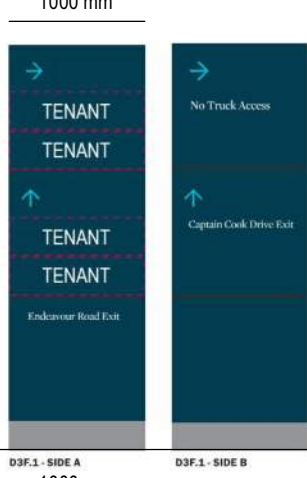 1000 mm
TENANT
TENANT
TENANT
TENANT
Endeavour Road Exit
No Truck Access
Captain Cook Drive Exit
D3F.1 - SIDE A
D3F.1 - SIDE B